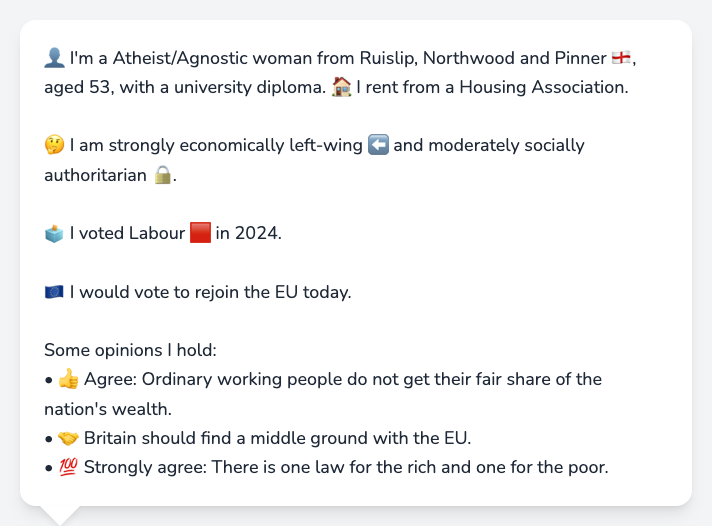 👤 I'm a Atheist/Agnostic woman from Ruislip, Northwood and Pinner 🏴󠁧󠁢󠁥󠁮󠁧󠁿,
aged 53, with a university diploma. 🏠 I rent from a Housing Association.
🤔 I am strongly economically left-wing ⬅️ and moderately socially
authoritarian 🔒.
🗳️ I voted Labour 🟥 in 2024.
🇪🇺 I would vote to rejoin the EU today.
Some opinions I hold:
• 👍 Agree: Ordinary working people do not get their fair share of the
nation's wealth.
• 🤝 Britain should find a middle ground with the EU.
• 💯 Strongly agree: There is one law for the rich and one for the poor.